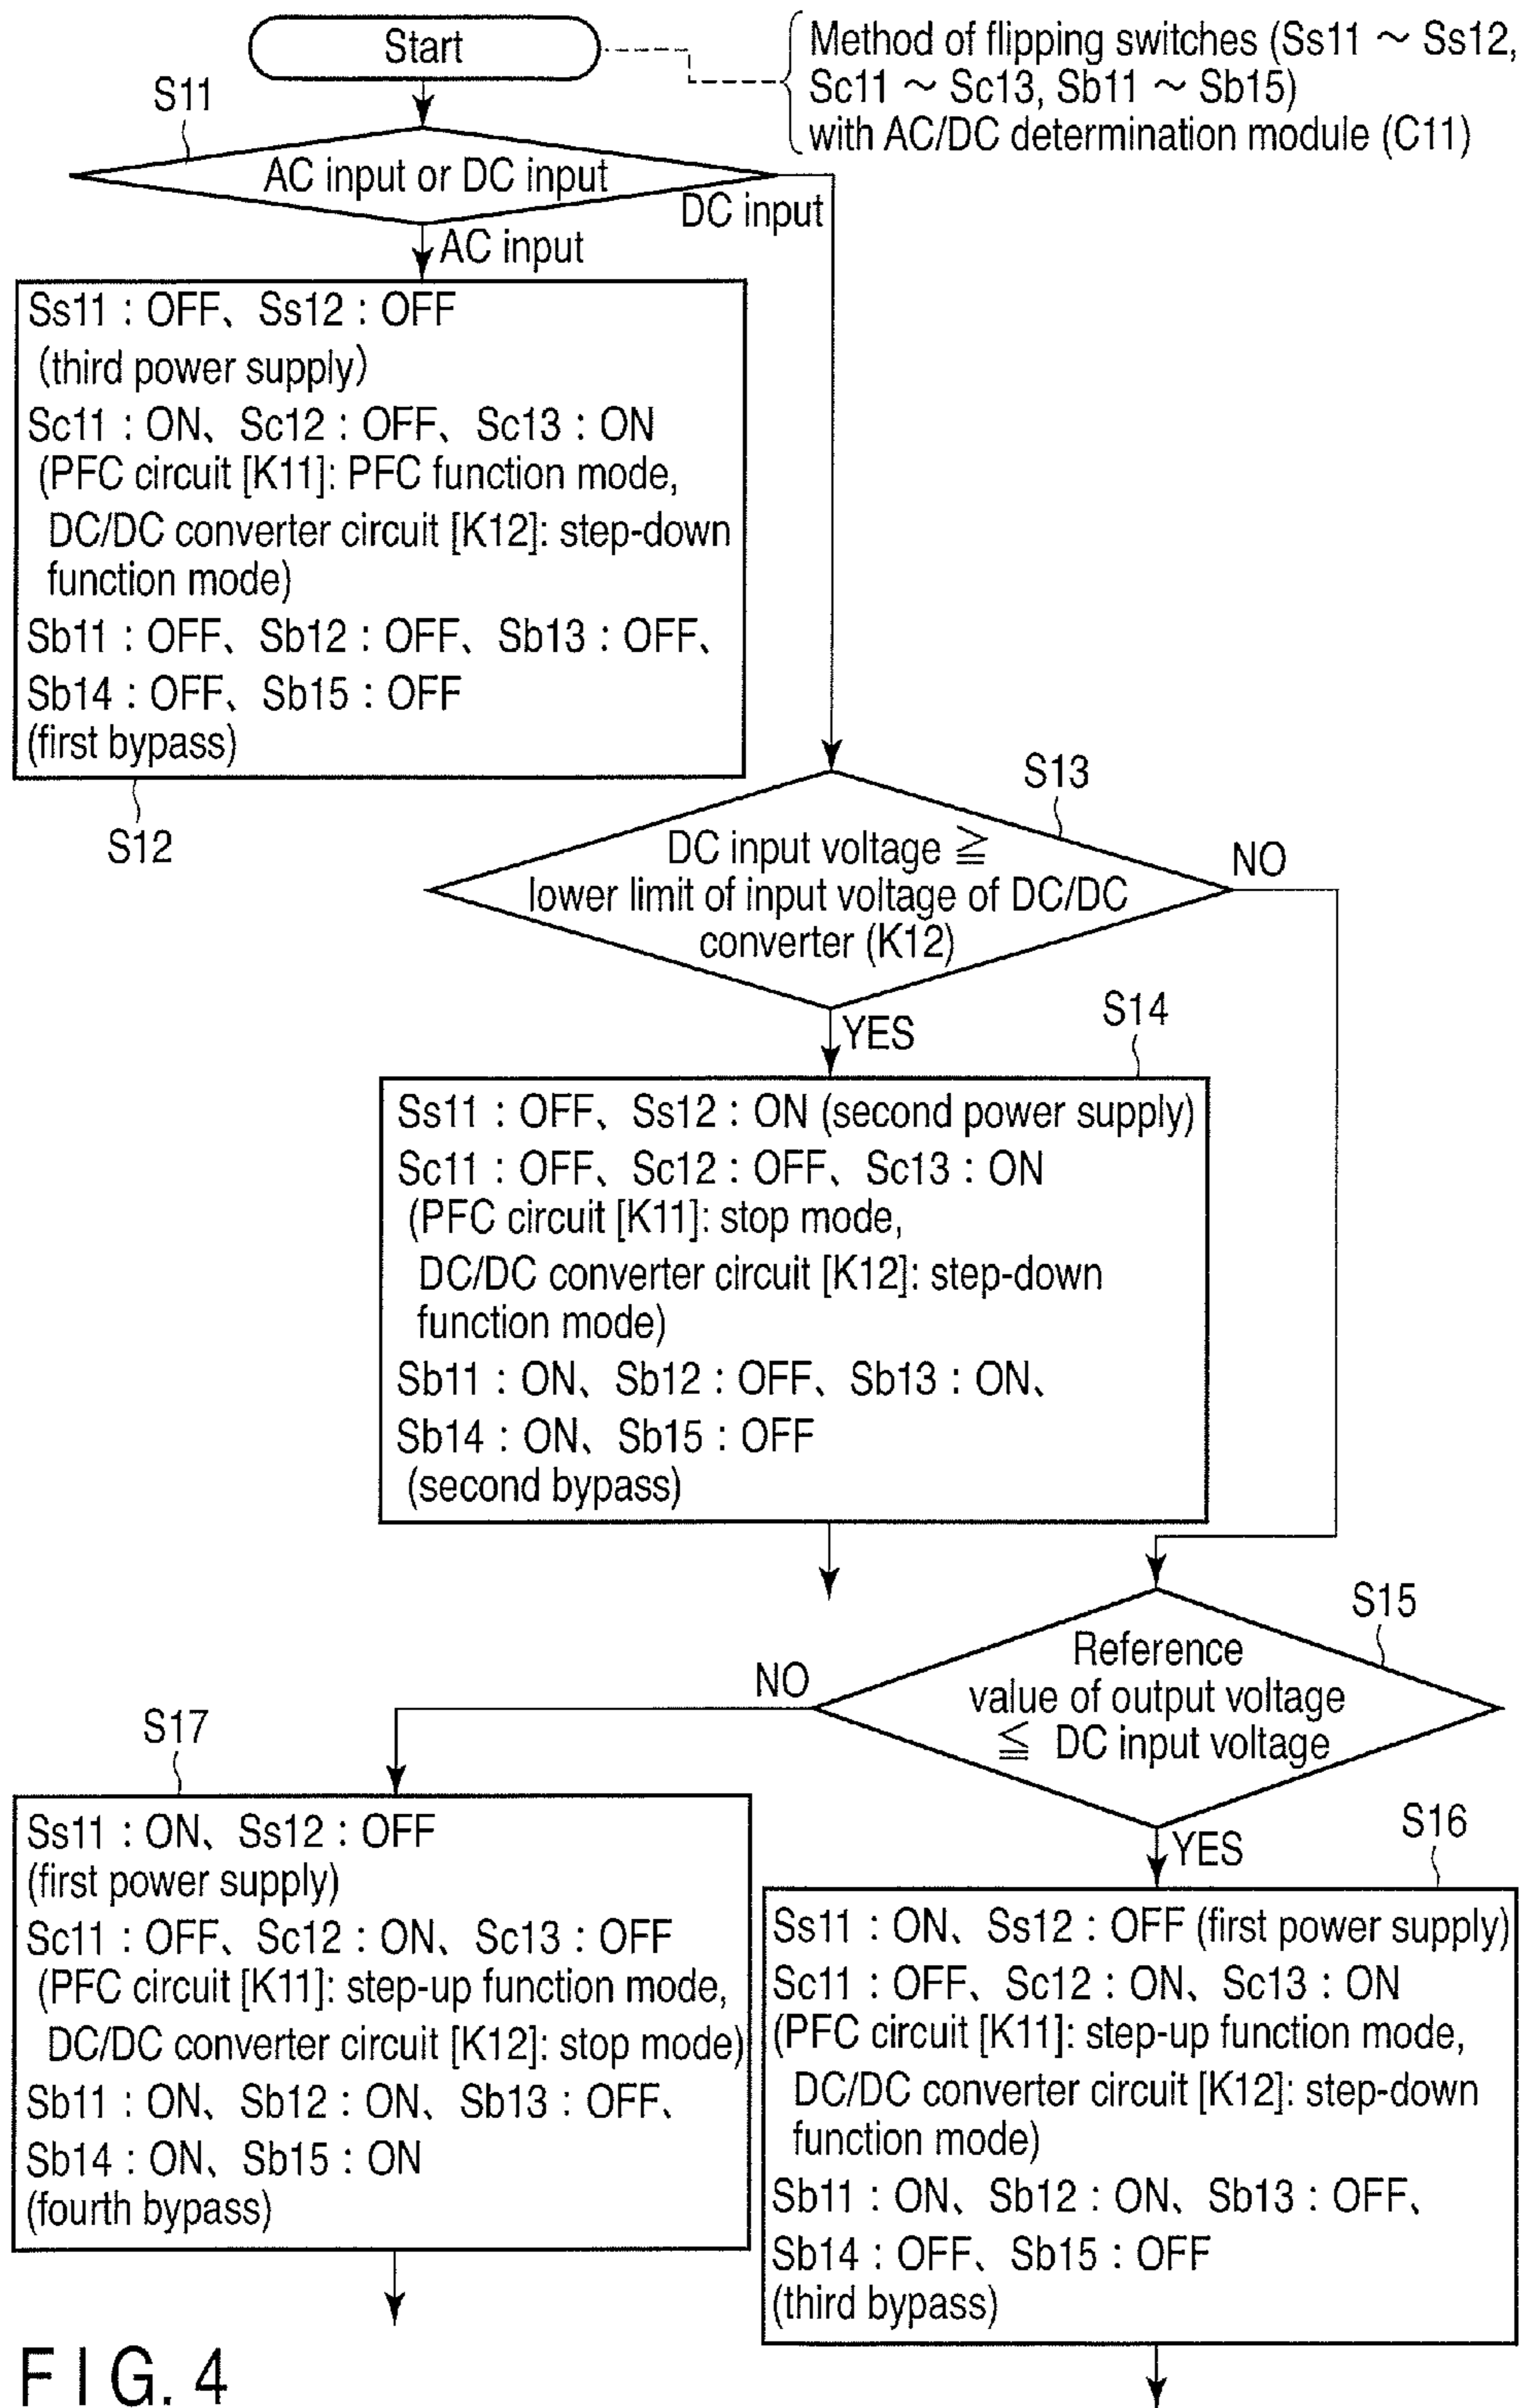 Start
Method of flipping switches (Ss11 ～ Ss12,
Sc11 ～ Sc13, Sb11 ～ Sb15)
with AC/DC determination module (C11)
S11
AC input or DC input
DC input
AC input
Ss11 : OFF、Ss12 : OFF
(third power supply)
Sc11 : ON、Sc12 : OFF、Sc13 : ON
(PFC circuit [K11]: PFC function mode,
DC/DC converter circuit [K12]: step-down
function mode)
Sb11 : OFF、Sb12 : OFF、Sb13 : OFF、
Sb14 : OFF、Sb15 : OFF
(first bypass)
S12
S13
DC input voltage ≧
lower limit of input voltage of DC/DC
converter (K12)
NO
YES
S14
Ss11 : OFF、Ss12 : ON (second power supply)
Sc11 : OFF、Sc12 : OFF、Sc13 : ON
(PFC circuit [K11]: stop mode,
DC/DC converter circuit [K12]: step-down
function mode)
Sb11 : ON、Sb12 : OFF、Sb13 : ON、
Sb14 : ON、Sb15 : OFF
(second bypass)
S15
Reference
value of output voltage
≦ DC input voltage
NO
YES
S17
Ss11 : ON、Ss12 : OFF
(first power supply)
Sc11 : OFF、Sc12 : ON、Sc13 : OFF
(PFC circuit [K11]: step-up function mode,
DC/DC converter circuit [K12]: stop mode)
Sb11 : ON、Sb12 : ON、Sb13 : OFF、
Sb14 : ON、Sb15 : ON
(fourth bypass)
S16
Ss11 : ON、Ss12 : OFF (first power supply)
Sc11 : OFF、Sc12 : ON、Sc13 : ON
(PFC circuit [K11]: step-up function mode,
DC/DC converter circuit [K12]: step-down
function mode)
Sb11 : ON、Sb12 : ON、Sb13 : OFF、
Sb14 : OFF、Sb15 : OFF
(third bypass)
FIG. 4